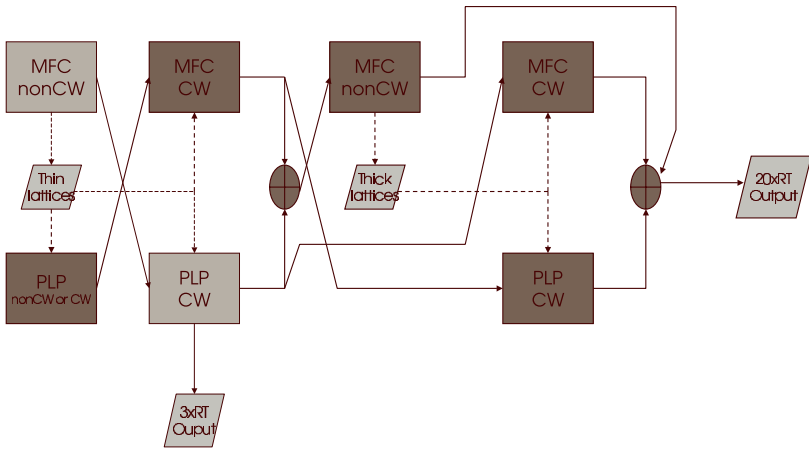 MFC
nonCW
MFC
CW
MFC
nonCW
MFC
CW
Thin
lattices
Thick
lattices
20xRT
Output
PLP
nonCW or CW
PLP
CW
PLP
CW
3xRT
Ouput